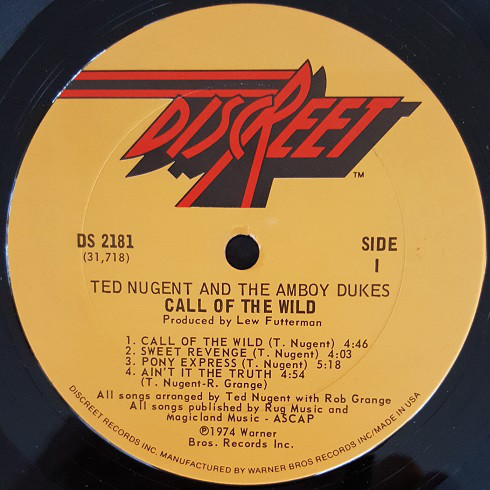 DISCREET
TM
DS 2181
(31,718)
SIDE
1
TED NUGENT AND THE AMBOY DUKES
CALL OF THE WILD
Produced by Lew Futterman
1. CALL OF THE WILD (T. Nugent) 4:46
2. SWEET REVENGE (T. Nugent) 4:03
3. PONY EXPRESS (T. Nugent) 5:18
4. AIN'T IT THE TRUTH 4:54
(T. Nugent-R. Grange)
All songs arranged by Ted Nugent with Rob Grange
All songs published by Rug Music and
Magicland Music - ASCAP
℗1974 Warner
Bros. Records Inc.
DISCREET RECORDS INC. MANUFACTURED BY WARNER BROS RECORDS INC./MADE IN USA